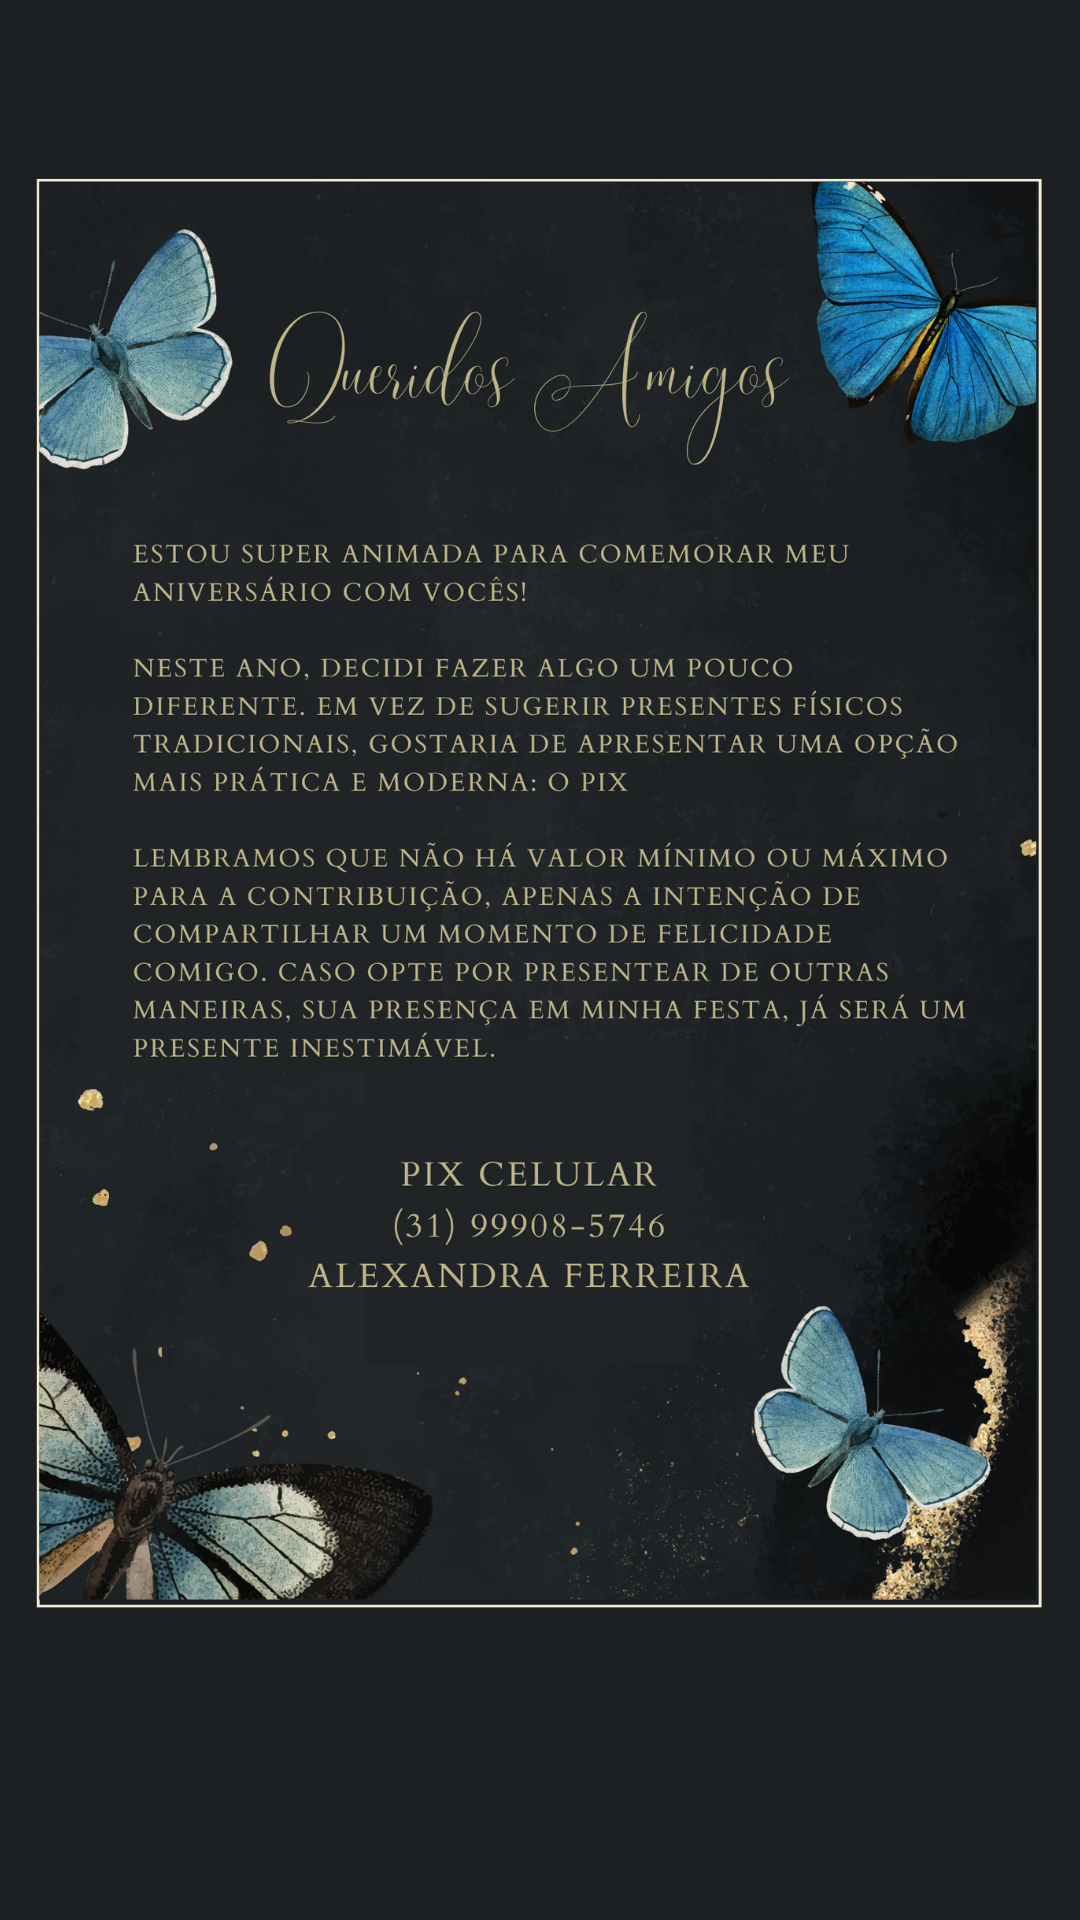 Queridos Amigos
ESTOU SUPER ANIMADA PARA COMEMORAR MEU
ANIVERSÁRIO COM VOCÊS!
NESTE ANO, DECIDI FAZER ALGO UM POUCO
DIFERENTE. EM VEZ DE SUGERIR PRESENTES FÍSICOS
TRADICIONAIS, GOSTARIA DE APRESENTAR UMA OPÇÃO
MAIS PRÁTICA E MODERNA: O PIX
LEMBRAMOS QUE NÃO HÁ VALOR MÍNIMO OU MÁXIMO
PARA A CONTRIBUIÇÃO, APENAS A INTENÇÃO DE
COMPARTILHAR UM MOMENTO DE FELICIDADE
COMIGO. CASO OPTE POR PRESENTEAR DE OUTRAS
MANEIRAS, SUA PRESENÇA EM MINHA FESTA, JÁ SERÁ UM
PRESENTE INESTIMÁVEL.
PIX CELULAR
(31) 99908-5746
ALEXANDRA FERREIRA